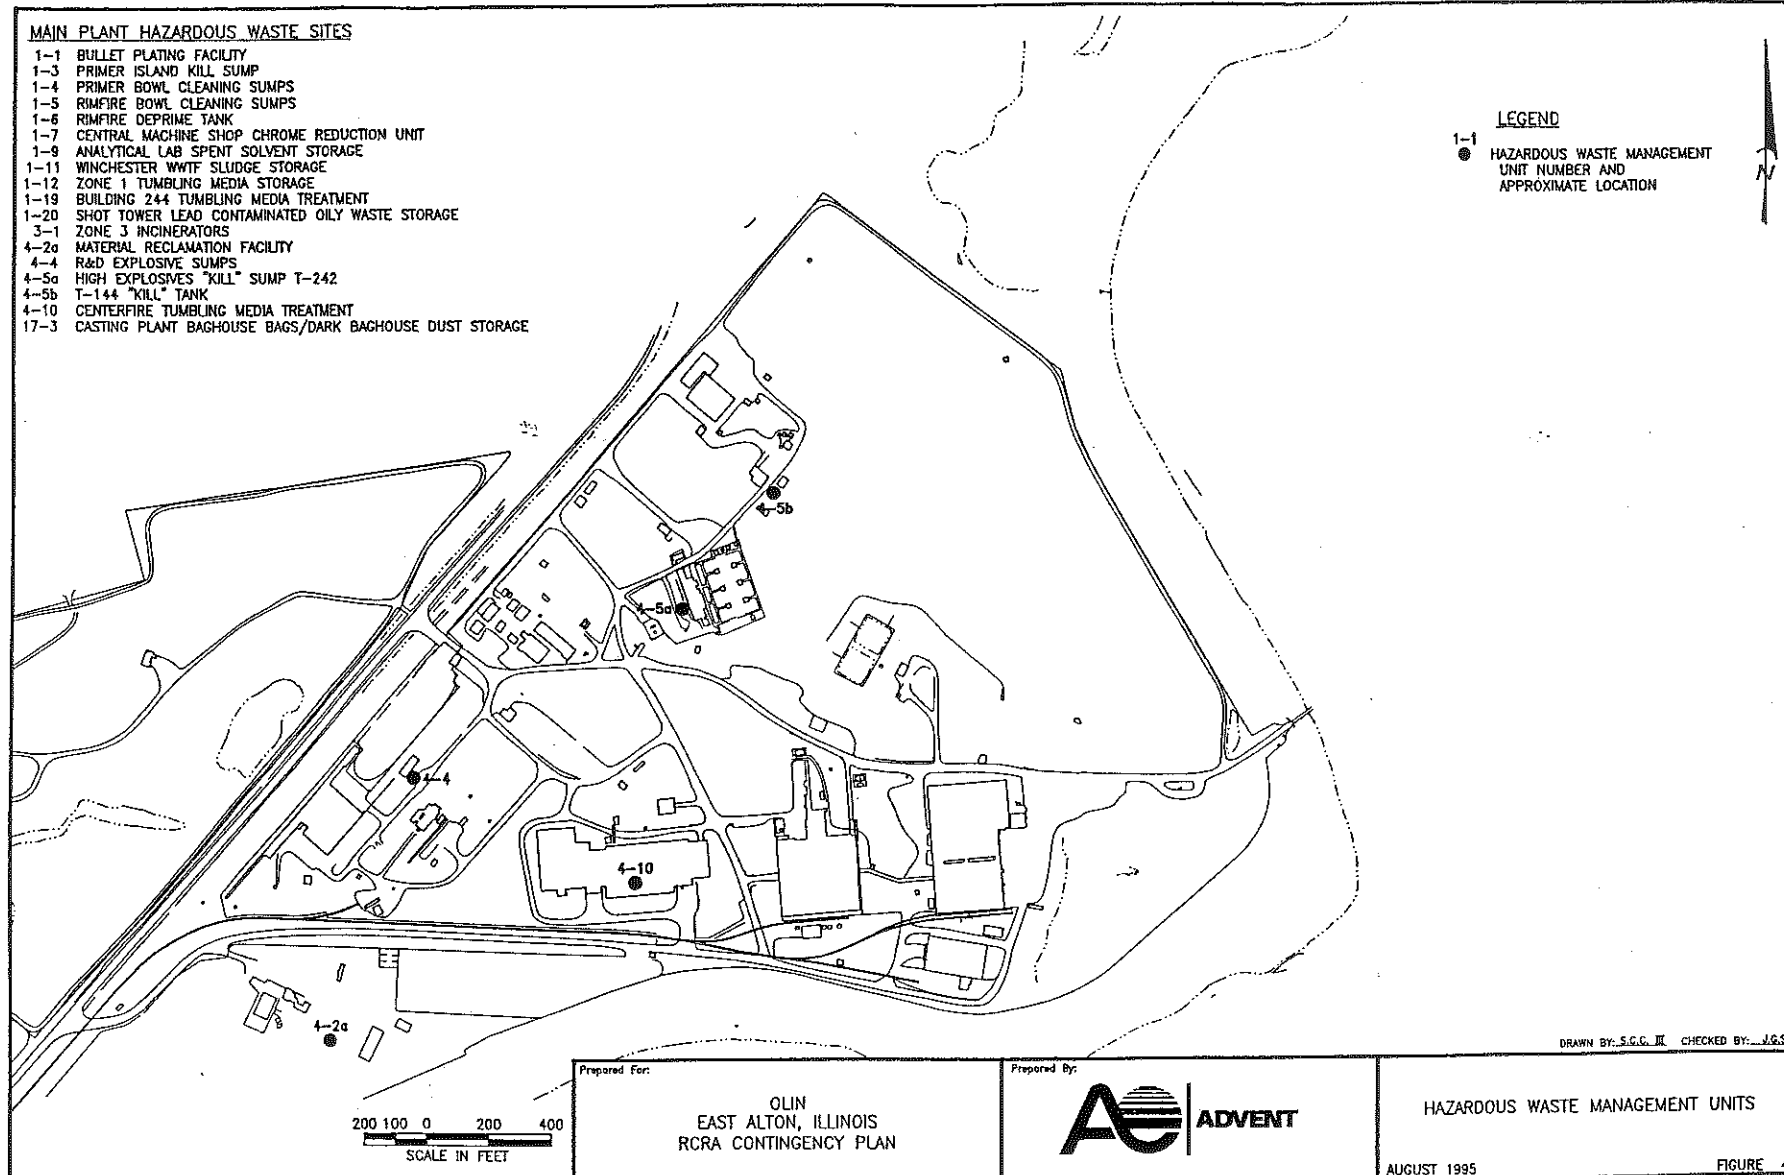 MAIN PLANT HAZARDOUS WASTE SITES
1-1 BULLET PLATING FACILITY
1-3 PRIMER ISLAND KILL SUMP
1-4 PRIMER BOWL CLEANING SUMPS
1-5 RIMFIRE BOWL CLEANING SUMPS
1-6 RIMFIRE DEPRIME TANK
1-7 CENTRAL MACHINE SHOP CHROME REDUCTION UNIT
1-9 ANALYTICAL LAB SPENT SOLVENT STORAGE
1-11 WINCHESTER WWTF SLUDGE STORAGE
1-12 ZONE 1 TUMBLING MEDIA STORAGE
1-19 BUILDING 244 TUMBLING MEDIA TREATMENT
1-20 SHOT TOWER LEAD CONTAMINATED OILY WASTE STORAGE
3-1 ZONE 3 INCINERATORS
4-2a MATERIAL RECLAMATION FACILITY
4-4 R&D EXPLOSIVE SUMPS
4-5a HIGH EXPLOSIVES "KILL" SUMP T-242
4-5b T-144 "KILL" TANK
4-10 CENTERFIRE TUMBLING MEDIA TREATMENT
17-3 CASTING PLANT BAGHOUSE BAGS/DARK BAGHOUSE DUST STORAGE
LEGEND
1-1
HAZARDOUS WASTE MANAGEMENT
UNIT NUMBER AND
APPROXIMATE LOCATION
N
4-5b
4-5a
4-4
4-10
4-2a
DRAWN BY: S.C.C. III CHECKED BY: J.G.S
200 100 0 200 400
SCALE IN FEET
Prepared For:
OLIN
EAST ALTON, ILLINOIS
RCRA CONTINGENCY PLAN
Prepared By:
ADVENT
HAZARDOUS WASTE MANAGEMENT UNITS
AUGUST 1995
FIGURE